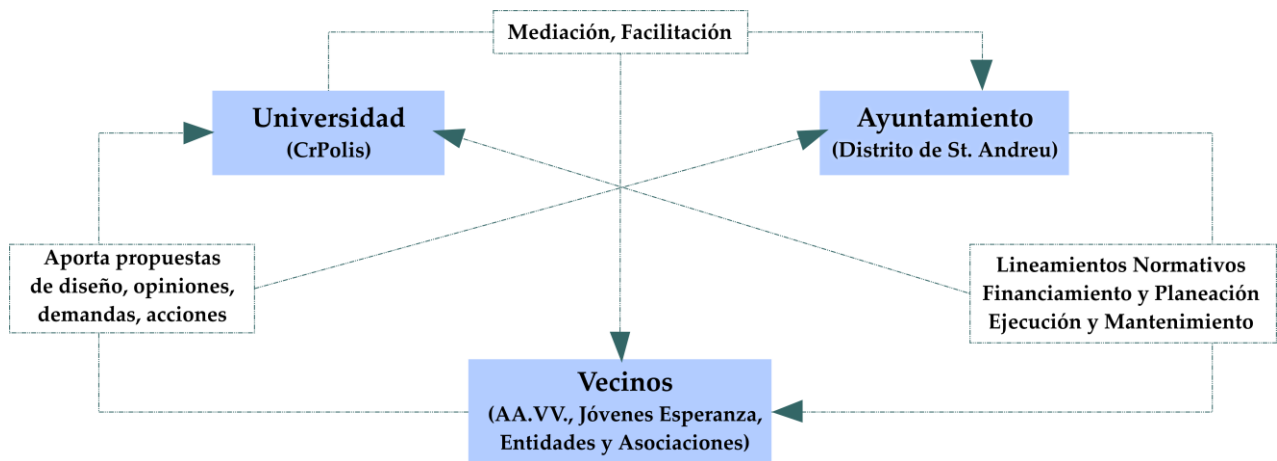 Mediación, Facilitación
Universidad
(CrPolis)
Ayuntamiento
(Distrito de St. Andreu)
Aporta propuestas
de diseño, opiniones,
demandas, acciones
Lineamientos Normativos
Financiamiento y Planeación
Ejecución y Mantenimiento
Vecinos
(AA.VV., Jóvenes Esperanza,
Entidades y Asociaciones)